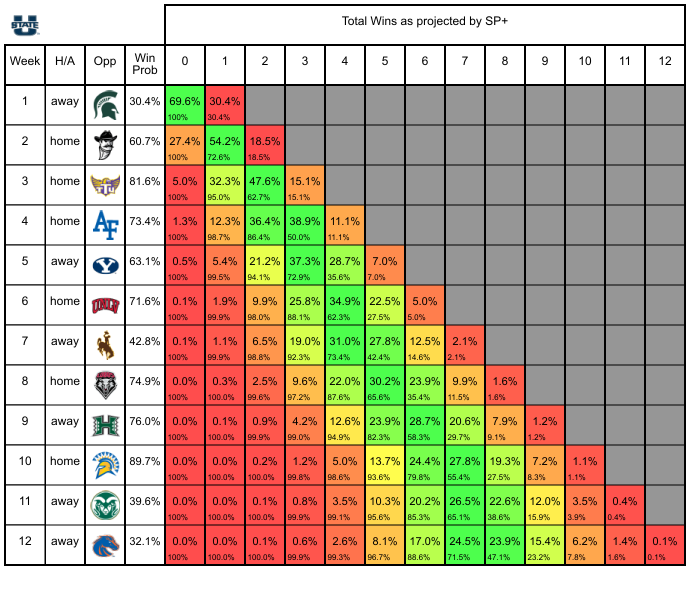 STATE
Total Wins as projected by SP+
Week H/A Opp Win Prob 0 1 2 3 4 5 6 7 8 9 10 11 12
1 away 30.4% 69.6% 30.4%
100% 30.4%
2 home 60.7% 27.4% 54.2% 18.5%
100% 72.6% 18.5%
3 home 81.6% 5.0% 32.3% 47.6% 15.1%
100% 95.0% 62.7% 15.1%
4 home AF 73.4% 1.3% 12.3% 36.4% 38.9% 11.1%
100% 98.7% 86.4% 50.0% 11.1%
5 away Y 63.1% 0.5% 5.4% 21.2% 37.3% 28.7% 7.0%
100% 99.5% 94.1% 72.9% 35.6% 7.0%
6 home UNLV 71.6% 0.1% 1.9% 9.9% 25.8% 34.9% 22.5% 5.0%
100% 99.9% 98.0% 88.1% 62.3% 27.5% 5.0%
7 away 42.8% 0.1% 1.1% 6.5% 19.0% 31.0% 27.8% 12.5% 2.1%
100% 99.9% 98.8% 92.3% 73.4% 42.4% 14.6% 2.1%
8 home 74.9% 0.0% 0.3% 2.5% 9.6% 22.0% 30.2% 23.9% 9.9% 1.6%
100% 100.0% 99.6% 97.2% 87.6% 65.6% 35.4% 11.5% 1.6%
9 away H 76.0% 0.0% 0.1% 0.9% 4.2% 12.6% 23.9% 28.7% 20.6% 7.9% 1.2%
100% 100.0% 99.9% 99.0% 94.9% 82.3% 58.3% 29.7% 9.1% 1.2%
10 home 89.7% 0.0% 0.0% 0.2% 1.2% 5.0% 13.7% 24.4% 27.8% 19.3% 7.2% 1.1%
100% 100.0% 100.0% 99.8% 98.6% 93.6% 79.8% 55.4% 27.5% 8.3% 1.1%
11 away 39.6% 0.0% 0.0% 0.1% 0.8% 3.5% 10.3% 20.2% 26.5% 22.6% 12.0% 3.5% 0.4%
100% 100.0% 100.0% 99.9% 99.1% 95.6% 85.3% 65.1% 38.6% 15.9% 3.9% 0.4%
12 away 32.1% 0.0% 0.0% 0.1% 0.6% 2.6% 8.1% 17.0% 24.5% 23.9% 15.4% 6.2% 1.4% 0.1%
100% 100.0% 100.0% 99.9% 99.3% 96.7% 88.6% 71.5% 47.1% 23.2% 7.8% 1.6% 0.1%